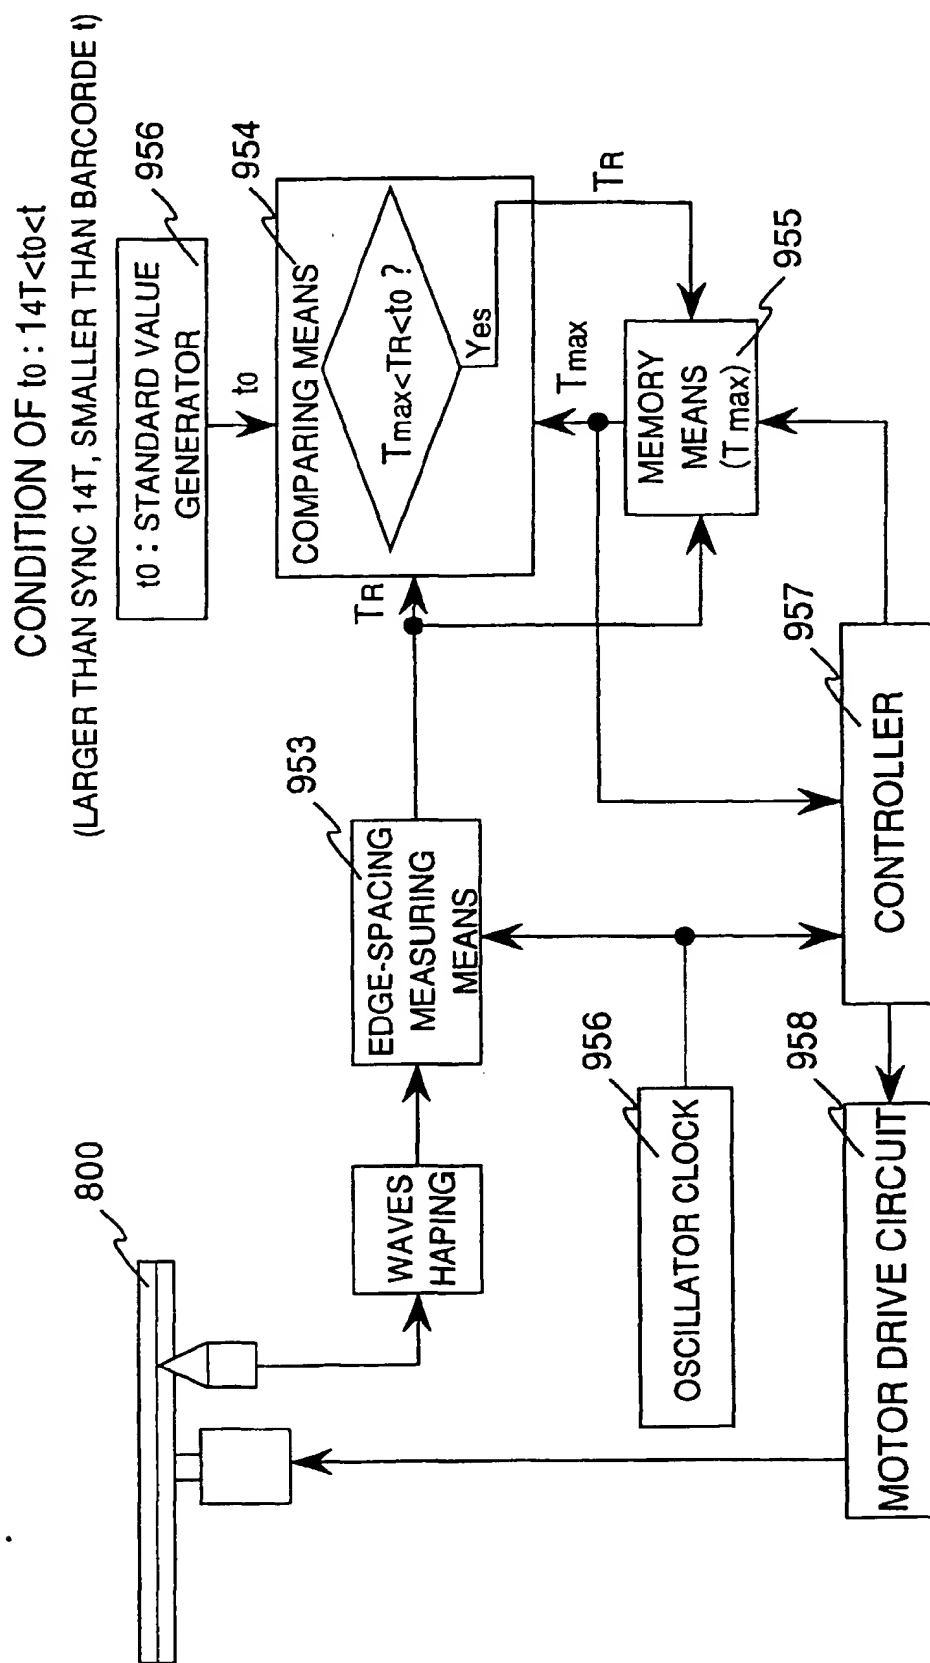 CONDITION OF t0 : 14T<t0<t
(LARGER THAN SYNC 14T, SMALLER THAN BARCORDE t)
956
t0 : STANDARD VALUE
GENERATOR
t0
954
COMPARING MEANS
Tmax<TR<t0 ?
Yes
TR
TR
Tmax
955
MEMORY
MEANS
(T max)
953
EDGE-SPACING
MEASURING
MEANS
800
WAVES
HAPING
956
OSCILLATOR CLOCK
957
CONTROLLER
958
MOTOR DRIVE CIRCUIT